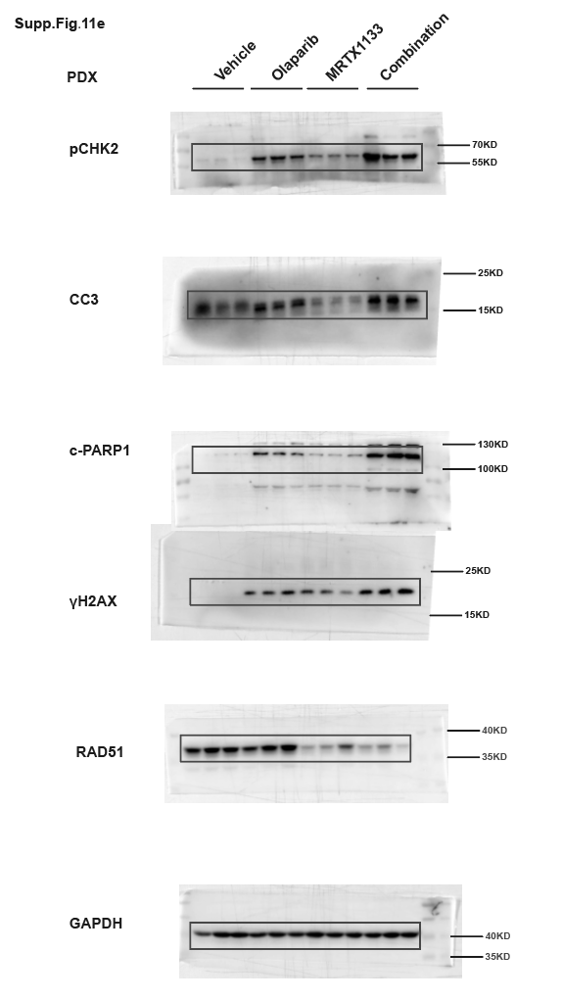 Supp.Fig.11e
Vehicle
Olaparib
MRTX1133
Combination
PDX
pCHK2
70KD
55KD
25KD
CC3
15KD
130KD
c-PARP1
100KD
25KD
γH2AX
15KD
40KD
RAD51
35KD
GAPDH
40KD
35KD